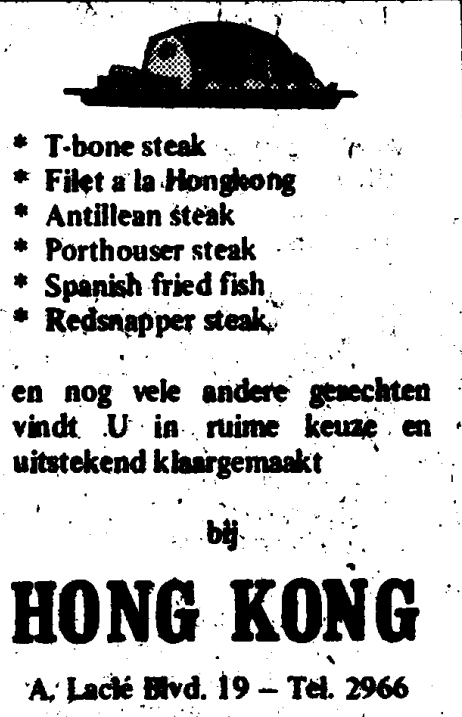 * T-bone steak
* Filet a la Hongkong
* Antillean steak
* Porthouser steak
* Spanish fried fish
* Redsnapper steak
en nog vele andere gerechten
vindt U in ruime keuze en
uitstekend klaargemaakt
bij
HONG KONG
A. Laclé Blvd. 19 – Tel. 2966